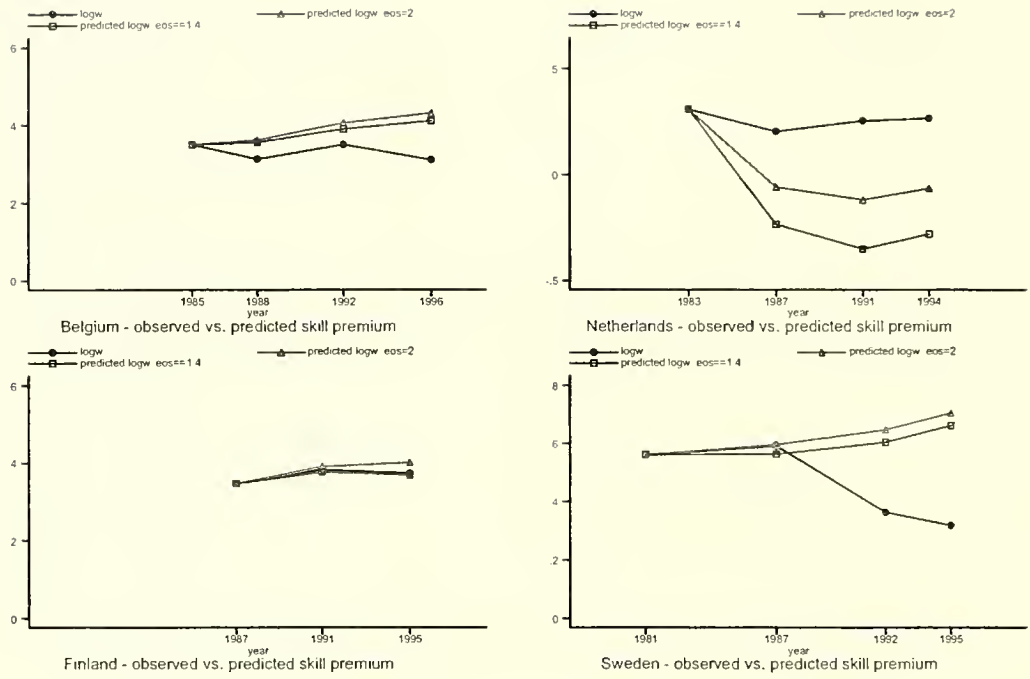 logw
predicted logw eos=2
predicted logw eos==1 4
6
4
2
0
1985 1988 1992 1996
year
Belgium - observed vs. predicted skill premium
logw
predicted logw eos=2
predicted logw eos==1 4
5
0
-.5
1983 1987 1991 1994
year
Netherlands - observed vs. predicted skill premium
logw
predicted logw eos=2
predicted logw eos==1 4
6
4
2
0
1987 1991 1995
year
Finland - observed vs. predicted skill premium
logw
predicted logw eos=2
predicted logw eos==1 4
8
6
4
.2
0
1981 1987 1992 1995
year
Sweden - observed vs. predicted skill premium